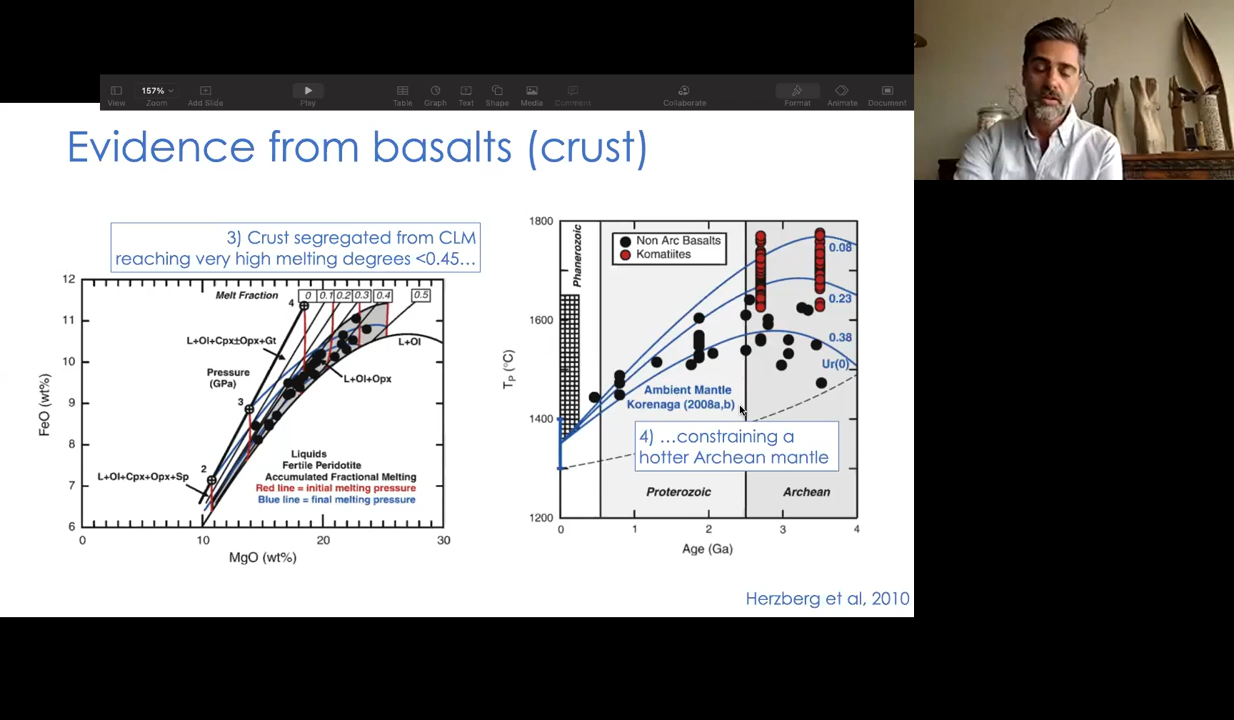 157%
View
Zoom
Add Slide
Play
Table
Graph
Text
Shape
Media
Comment
Collaborate
Format
Animate
Document
Evidence from basalts (crust)
3) Crust segregated from CLM
reaching very high melting degrees <0.45…
12
11
10
9
8
7
6
FeO (wt%)
0
10
20
30
MgO (wt%)
Melt Fraction
0
0.1
0.2
0.3
0.4
0.5
4
L+Ol+Cpx±Opx+Gt
Pressure
(GPa)
3
L+Ol
L+Ol+Opx
2
L+Ol+Cpx+Opx+Sp
Liquids
Fertile Peridotite
Accumulated Fractional Melting
Red line = initial melting pressure
Blue line = final melting pressure
1800
1600
1400
1200
TP (°C)
Phanerozoic
Non Arc Basalts
Komatiites
0.08
0.23
0.38
Ur(0)
Ambient Mantle
Korenaga (2008a,b)
4) …constraining a
hotter Archean mantle
Proterozoic
Archean
0
1
2
3
4
Age (Ga)
Herzberg et al, 2010